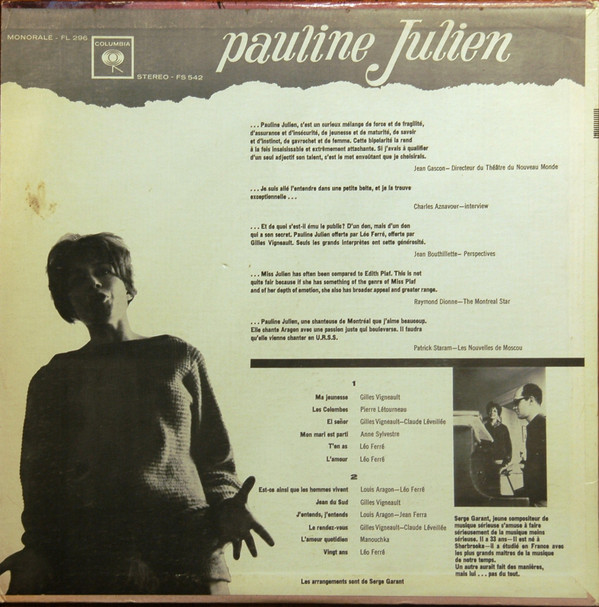 MONORALE - FL 296
COLUMBIA
STEREO - FS 542
pauline Julien
. . . Pauline Julien, c'est un curieux mélange de force et de fragilité,
d'assurance et d'insécurité, de jeunesse et de maturité, de savoir
et d'instinct, de gavrochet et de femme. Cette bipolarité la rend
à la fois insaisissable et extrêmement attachante. Si j'avais à qualifier
d'un seul adjectif son talent, c'est le mot envoûtant que je choisirais.
Jean Gascon— Directeur du Théâtre du Nouveau Monde
. . . Je suis allé l'entendre dans une petite boîte, et je la trouve
exceptionnelle . . .
Charles Aznavour—interview
. . . Et de quoi s'est-il ému le public? D'un don, mais d'un don
qui a son secret. Pauline Julien offerte par Léo Ferré, offerte par
Gilles Vigneault. Seuls les grands interprètes ont cette générosité.
Jean Bouthillette— Perspectives
. . . Miss Julien has often been compared to Edith Piaf. This is not
quite fair because if she has something of the genre of Miss Piaf
and of her depth of emotion, she also has broader appeal and greater range.
Raymond Dionne—The Montreal Star
. . . Pauline Julien, une chanteuse de Montréal que j'aime beaucoup.
Elle chante Aragon avec une passion juste qui bouleverse. Il faudra
qu'elle vienne chanter en U.R.S.S.
Patrick Staram—Les Nouvelles de Moscou
1
Ma jeunesse Gilles Vigneault
Les Colombes Pierre Létourneau
El señor Gilles Vigneault—Claude Léveillée
Mon mari est parti Anne Sylvestre
T'en as Léo Ferré
L'amour Léo Ferré
2
Est-ce ainsi que les hommes vivent Louis Aragon—Léo Ferré
Jean du Sud Gilles Vigneault
J'entends, j'entends Louis Aragon—Jean Ferra
Le rendez-vous Gilles Vigneault—Claude Léveillée
L'amour quotidien Manouchka
Vingt ans Léo Ferré
Les arrangements sont de Serge Garant
Serge Garant, jeune compositeur de
musique sérieuse s'amuse à faire
sérieusement de la musique moins
sérieuse. Il a 33 ans—Il est né à
Sherbrooke—il a étudié en France avec
les plus grands maîtres de la musique
de notre temps.
Un autre aurait fait des manières,
mais lui . . . pas du tout.